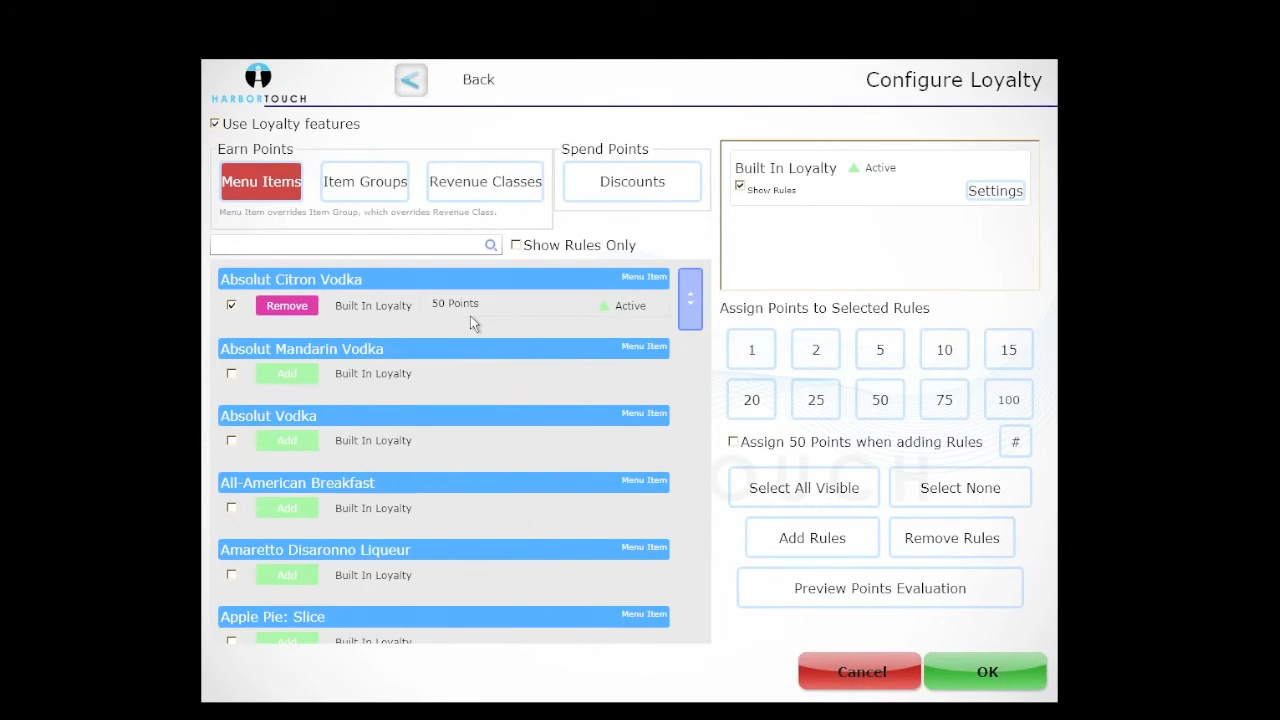 HARBORTOUCH
Back
Configure Loyalty
Use Loyalty features
Earn Points
Menu Items
Item Groups
Revenue Classes
Menu Item overrides Item Group, which overrides Revenue Class.
Spend Points
Discounts
Show Rules Only
Absolut Citron Vodka Menu Item
Remove Built In Loyalty 50 Points Active
Absolut Mandarin Vodka Menu Item
Add Built In Loyalty
Absolut Vodka Menu Item
Add Built In Loyalty
All-American Breakfast Menu Item
Add Built In Loyalty
Amaretto Disaronno Liqueur Menu Item
Add Built In Loyalty
Apple Pie: Slice Menu Item
Add Built In Loyalty
Built In Loyalty Active
Show Rules
Settings
Assign Points to Selected Rules
1 2 5 10 15
20 25 50 75 100
Assign 50 Points when adding Rules #
OUCH
Select All Visible Select None
Add Rules Remove Rules
Preview Points Evaluation
Cancel OK